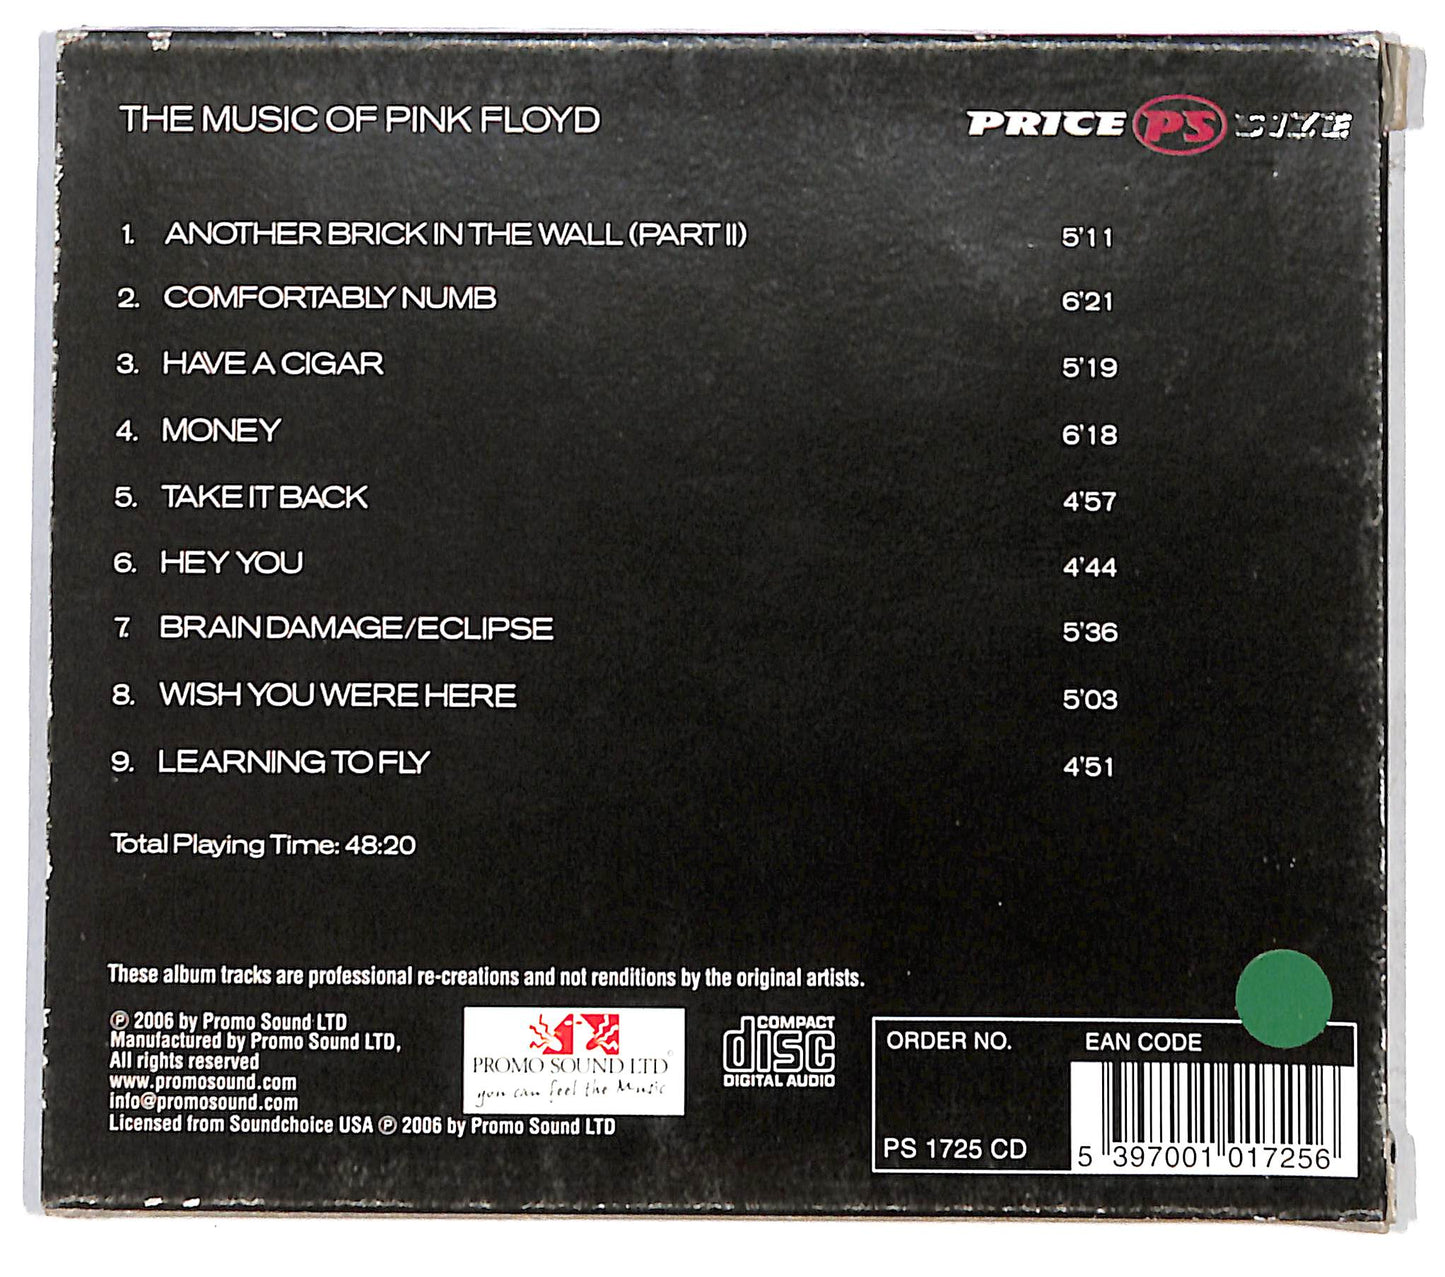 THE MUSIC OF PINK FLOYD
PRICE PS SIZE
1. ANOTHER BRICK IN THE WALL (PART II) 5'11
2. COMFORTABLY NUMB 6'21
3. HAVE A CIGAR 5'19
4. MONEY 6'18
5. TAKE IT BACK 4'57
6. HEY YOU 4'44
7. BRAIN DAMAGE/ECLIPSE 5'36
8. WISH YOU WERE HERE 5'03
9. LEARNING TO FLY 4'51
Total Playing Time: 48:20
These album tracks are professional re-creations and not renditions by the original artists.
℗ 2006 by Promo Sound LTD
Manufactured by Promo Sound LTD,
All rights reserved
www.promosound.com
info@promosound.com
Licensed from Soundchoice USA ℗ 2006 by Promo Sound LTD
PROMO SOUND LTD
you can feel the Music
COMPACT
disc
DIGITAL AUDIO
ORDER NO.
PS 1725 CD
EAN CODE
5 397001 017256